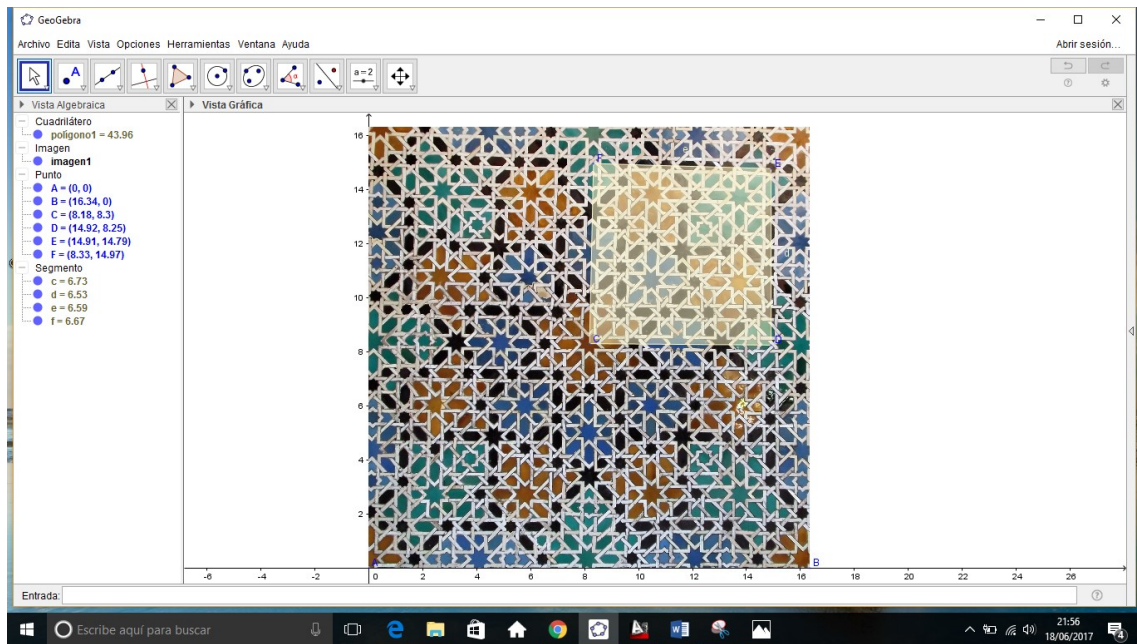 GeoGebra
Archivo Edita Vista Opciones Herramientas Ventana Ayuda
Abrir sesión...
A
a=2
Vista Algebraica
Vista Gráfica
Cuadrilátero
polígono1 = 43.96
Imagen
imagen1
Punto
A = (0, 0)
B = (16.34, 0)
C = (8.18, 8.3)
D = (14.92, 8.25)
E = (14.91, 14.79)
F = (8.33, 14.97)
Segmento
c = 6.73
d = 6.53
e = 6.59
f = 6.67
16
14
12
10
8
6
4
2
F
e
E
d
C
D
A
B
-6 -4 -2 0 2 4 6 8 10 12 14 16 18 20 22 24 26
Entrada:
Escribe aquí para buscar
21:56
18/06/2017